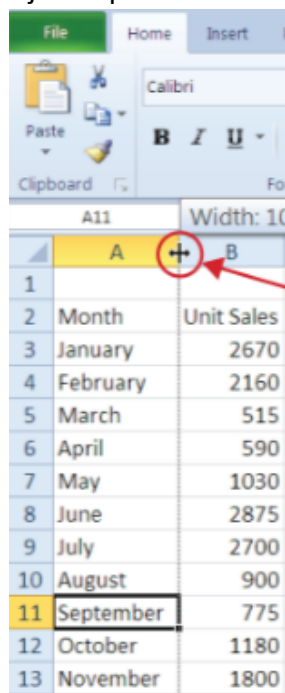 File Home Insert
Calibri
Paste
B I U
Clipboard Fo
A11 Width: 10
A B
1
2 Month Unit Sales
3 January 2670
4 February 2160
5 March 515
6 April 590
7 May 1030
8 June 2875
9 July 2700
10 August 900
11 September 775
12 October 1180
13 November 1800